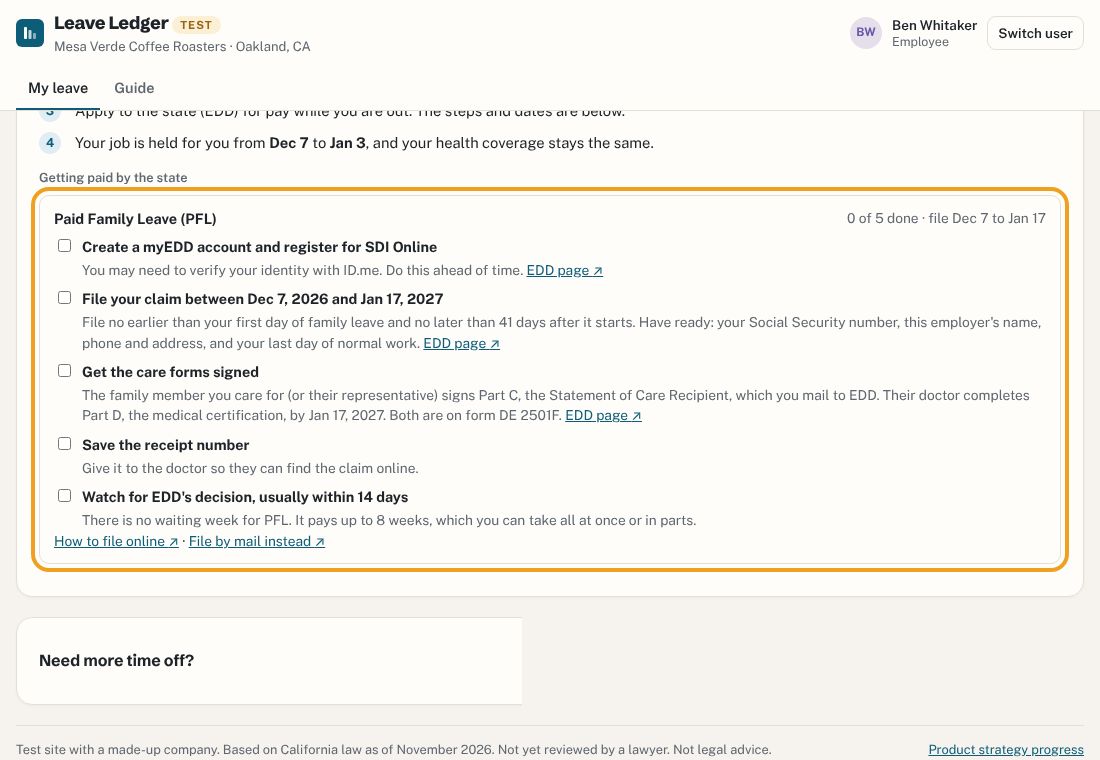 Leave Ledger TEST
Mesa Verde Coffee Roasters · Oakland, CA
BW
Ben Whitaker
Employee
Switch user
My leave
Guide
3 Apply to the state (EDD) for pay while you are out. The steps and dates are below.
4 Your job is held for you from Dec 7 to Jan 3, and your health coverage stays the same.
Getting paid by the state
Paid Family Leave (PFL) 0 of 5 done · file Dec 7 to Jan 17
Create a myEDD account and register for SDI Online
You may need to verify your identity with ID.me. Do this ahead of time. EDD page ↗
File your claim between Dec 7, 2026 and Jan 17, 2027
File no earlier than your first day of family leave and no later than 41 days after it starts. Have ready: your Social Security number, this employer's name,
phone and address, and your last day of normal work. EDD page ↗
Get the care forms signed
The family member you care for (or their representative) signs Part C, the Statement of Care Recipient, which you mail to EDD. Their doctor completes
Part D, the medical certification, by Jan 17, 2027. Both are on form DE 2501F. EDD page ↗
Save the receipt number
Give it to the doctor so they can find the claim online.
Watch for EDD's decision, usually within 14 days
There is no waiting week for PFL. It pays up to 8 weeks, which you can take all at once or in parts.
How to file online ↗ · File by mail instead ↗
Need more time off?
Test site with a made-up company. Based on California law as of November 2026. Not yet reviewed by a lawyer. Not legal advice.
Product strategy progress